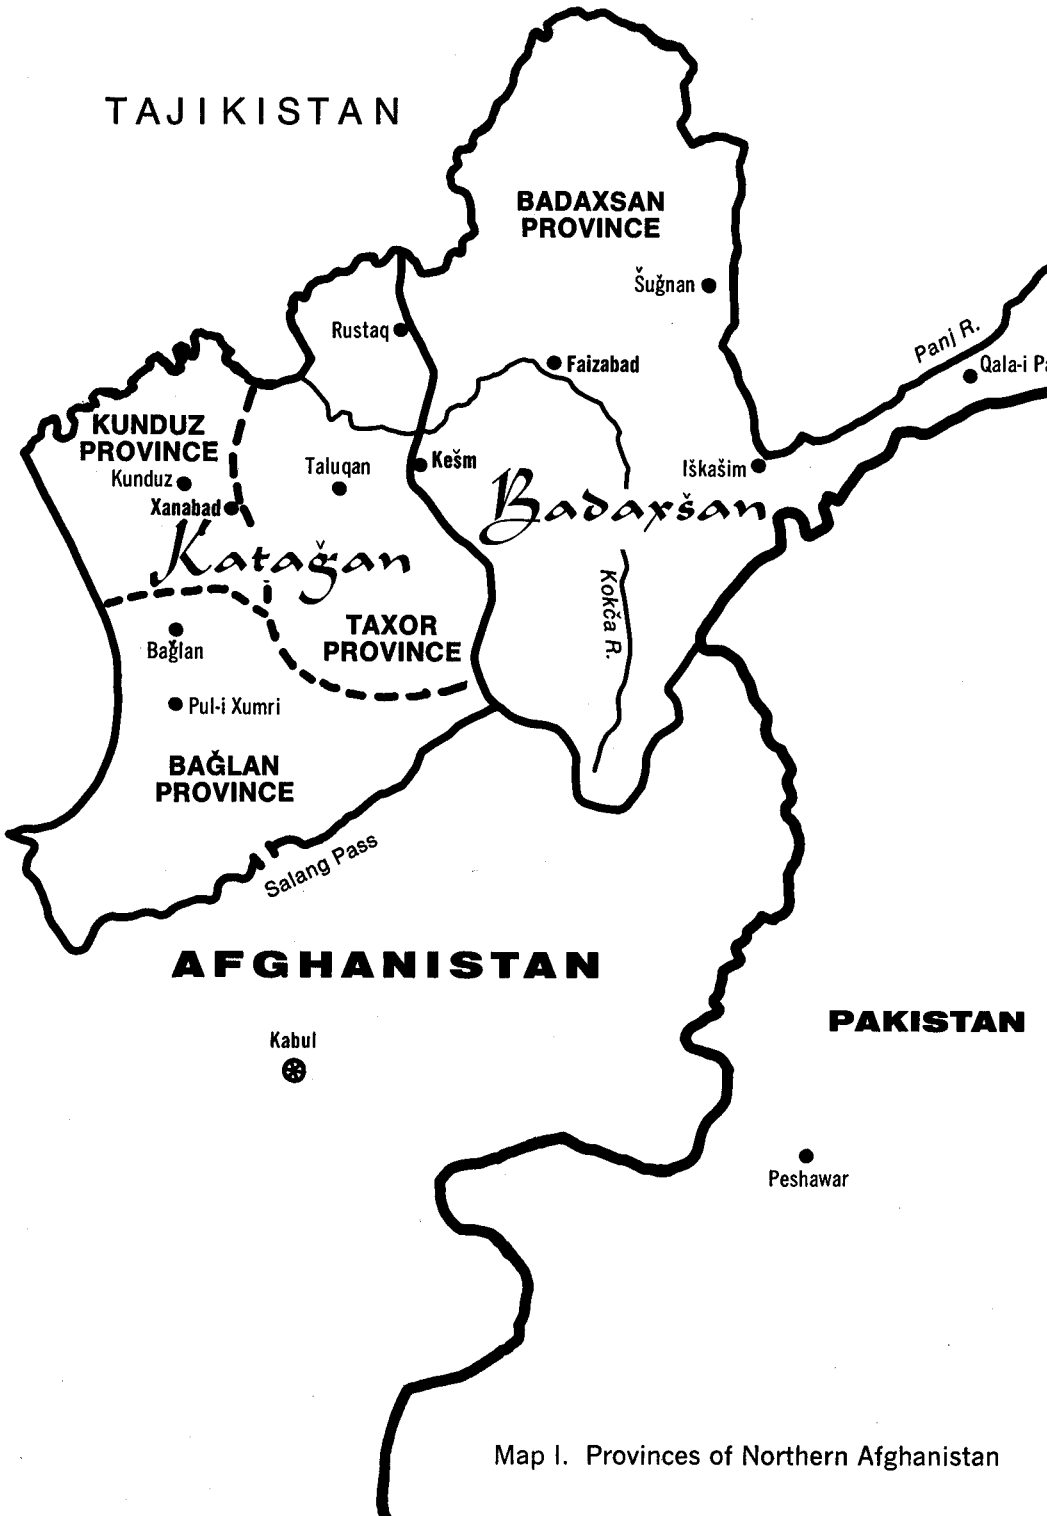 TAJIKISTAN
BADAXSAN
PROVINCE
Šuğnan
Rustaq
Panj R.
Faizabad
Qala-i Pa
KUNDUZ
PROVINCE
Kunduz
Xanabad
Taluqan
Kešm
Iškašim
Badaxšan
Katağan
Kokča R.
TAXOR
PROVINCE
Bağlan
Pul-i Xumri
BAĞLAN
PROVINCE
Salang Pass
AFGHANISTAN
PAKISTAN
Kabul
Peshawar
Map I. Provinces of Northern Afghanistan